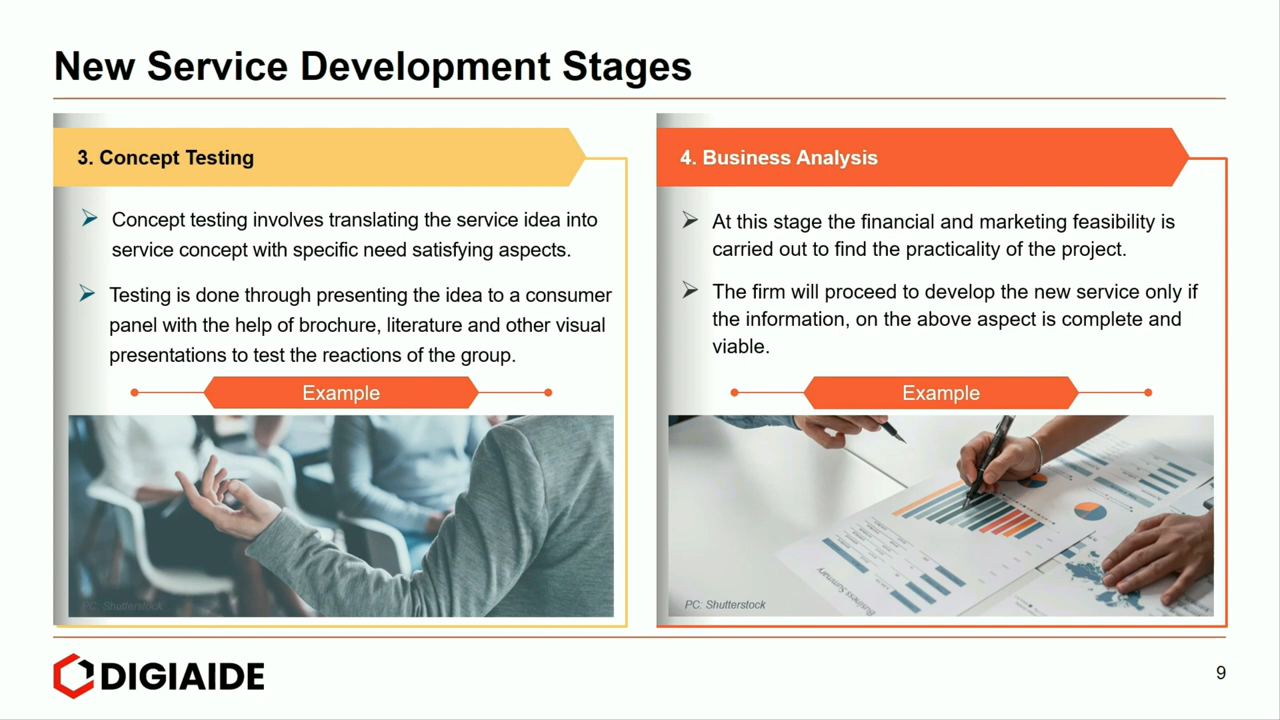 New Service Development Stages
3. Concept Testing
Concept testing involves translating the service idea into
service concept with specific need satisfying aspects.
Testing is done through presenting the idea to a consumer
panel with the help of brochure, literature and other visual
presentations to test the reactions of the group.
Example
PC: Shutterstock
4. Business Analysis
At this stage the financial and marketing feasibility is
carried out to find the practicality of the project.
The firm will proceed to develop the new service only if
the information, on the above aspect is complete and
viable.
Example
Business Summary
PC: Shutterstock
DIGIAIDE
9